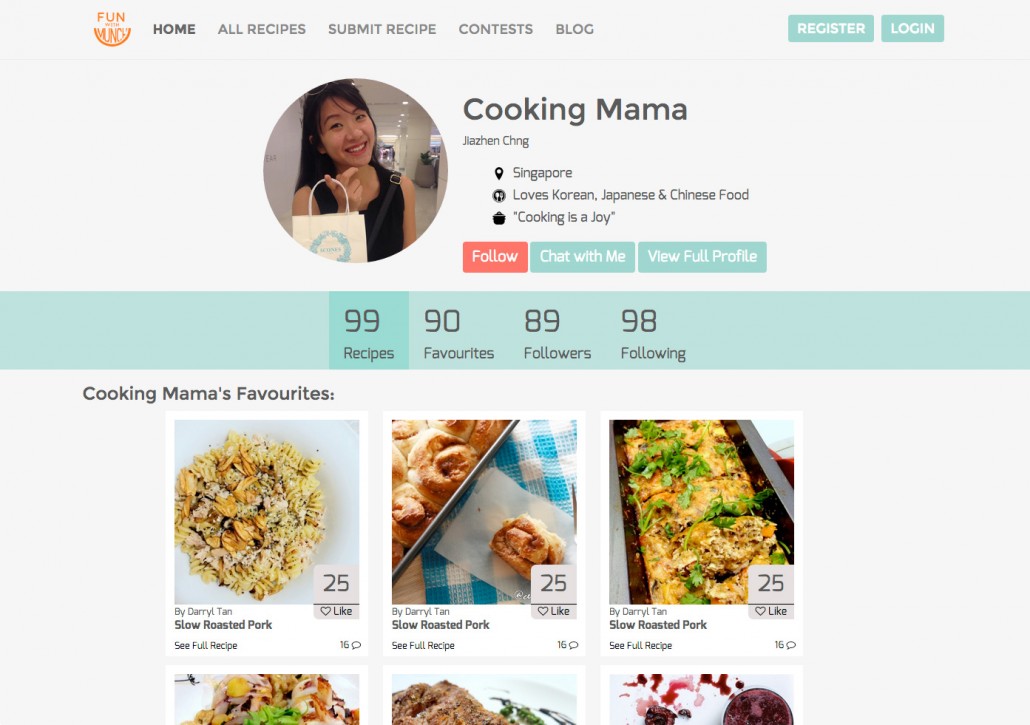 FUN
WITH
MUNCH
HOME
ALL RECIPES
SUBMIT RECIPE
CONTESTS
BLOG
REGISTER
LOGIN
Cooking Mama
Jiazhen Chng
Singapore
Loves Korean, Japanese & Chinese Food
"Cooking is a Joy"
Follow
Chat with Me
View Full Profile
99
Recipes
90
Favourites
89
Followers
98
Following
Cooking Mama's Favourites:
25
Like
By Darryl Tan
Slow Roasted Pork
See Full Recipe
16
25
Like
By Darryl Tan
Slow Roasted Pork
See Full Recipe
16
25
Like
By Darryl Tan
Slow Roasted Pork
See Full Recipe
16